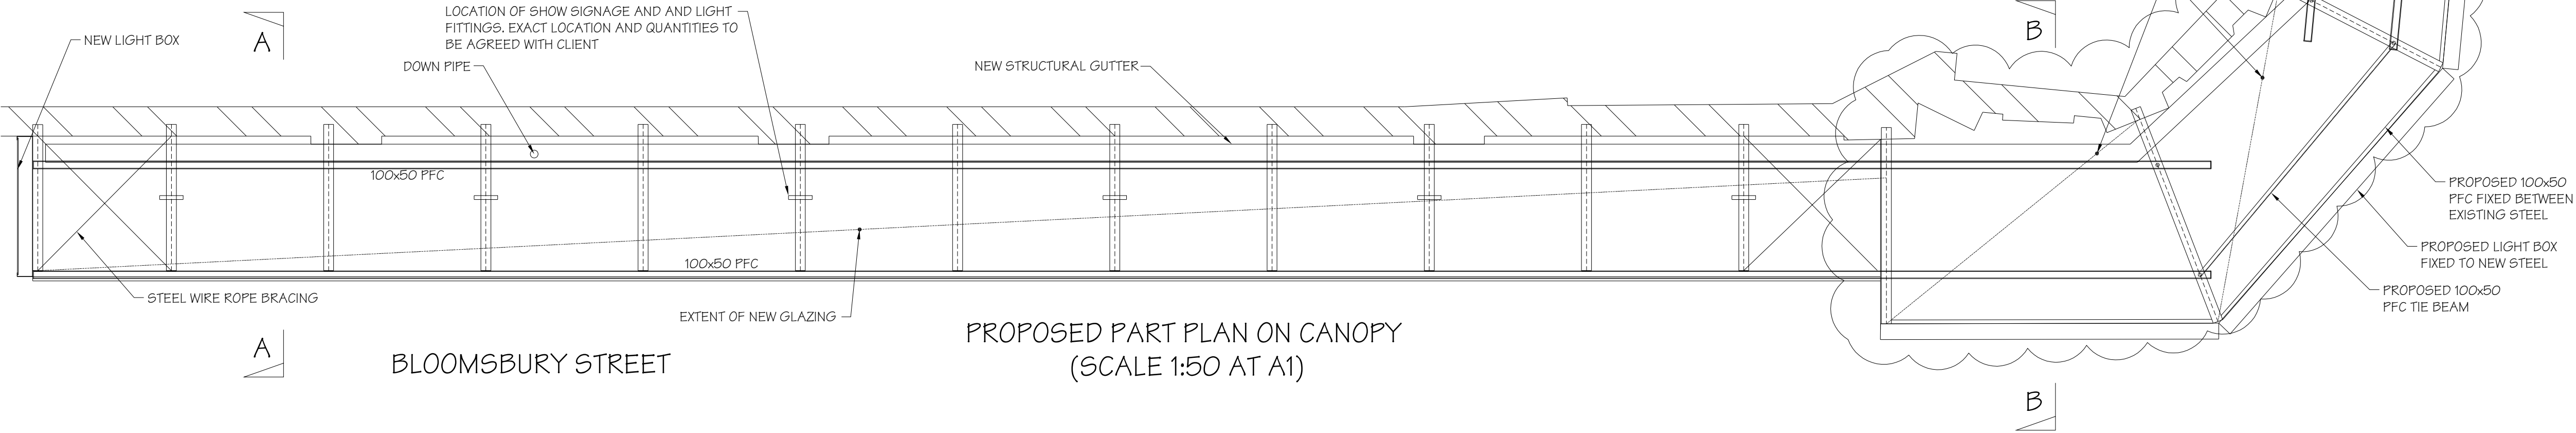 A
LOCATION OF SHOW SIGNAGE AND AND LIGHT
FITTINGS. EXACT LOCATION AND QUANTITIES TO
BE AGREED WITH CLIENT
B
NEW LIGHT BOX
DOWN PIPE
NEW STRUCTURAL GUTTER
100x50 PFC
PROPOSED 100x50
PFC FIXED BETWEEN
EXISTING STEEL
PROPOSED LIGHT BOX
FIXED TO NEW STEEL
100x50 PFC
PROPOSED 100x50
PFC TIE BEAM
STEEL WIRE ROPE BRACING
EXTENT OF NEW GLAZING
PROPOSED PART PLAN ON CANOPY
(SCALE 1:50 AT A1)
A
BLOOMSBURY STREET
B